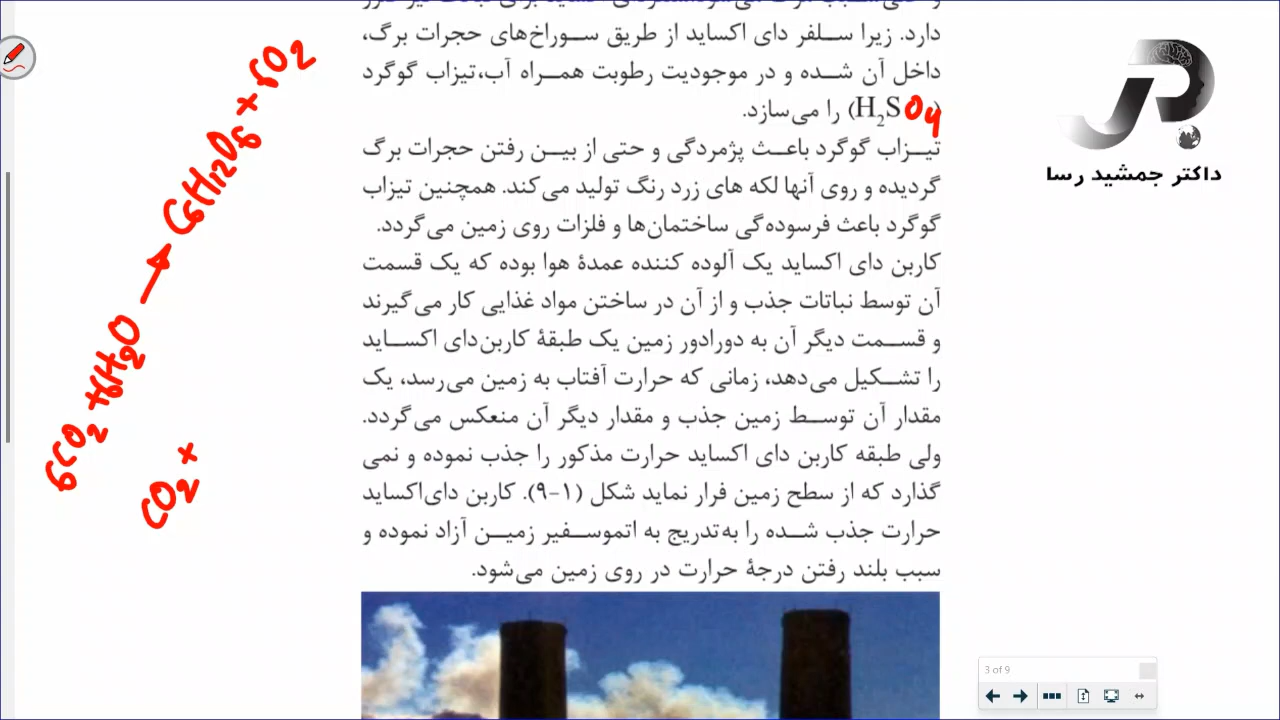 دارد. زیرا سلفر دای اکساید از طریق سوراخ‌های حجرات برگ،
داخل آن شده و در موجودیت رطوبت همراه آب، تیزاب گوگرد
(H₂SO₄) را می‌سازد.
تیزاب گوگرد باعث پژمردگی و حتی از بین رفتن حجرات برگ
گردیده و روی آنها لکه های زرد رنگ تولید می‌کند. همچنین تیزاب
گوگرد باعث فرسوده‌گی ساختمان‌ها و فلزات روی زمین می‌گردد.
کاربن دای اکساید یک آلوده کننده عمدهٔ هوا بوده که یک قسمت
آن توسط نباتات جذب و از آن در ساختن مواد غذایی کار می‌گیرند
و قسمت دیگر آن به دورادور زمین یک طبقهٔ کاربن‌دای اکساید
را تشکیل می‌دهد، زمانی که حرارت آفتاب به زمین می‌رسد، یک
مقدار آن توسط زمین جذب و مقدار دیگر آن منعکس می‌گردد.
ولی طبقه کاربن دای اکساید حرارت مذکور را جذب نموده و نمی
گذارد که از سطح زمین فرار نماید شکل (۱-۹). کاربن دای‌اکساید
حرارت جذب شده را به‌تدریج به اتموسفیر زمین آزاد نموده و
سبب بلند رفتن درجهٔ حرارت در روی زمین می‌شود.
6CO₂ + 6H₂O → C₆H₁₂O₆ + 6O₂
CO₂ +
داکتر جمشید رسا
3 of 9